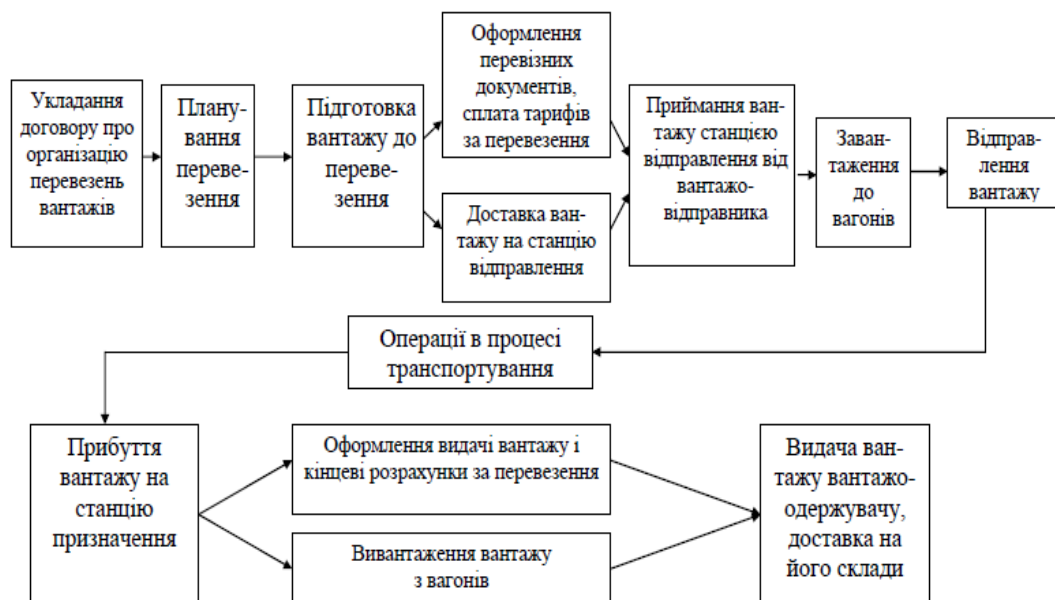 Укладання
договору про
організацію
перевезень
вантажів
Плану-
вання
переве-
зення
Підготовка
вантажу до
переве-
зення
Оформлення
перевізних
документів,
сплата тарифів
за перевезення
Доставка ван-
тажу на станцію
відправлення
Приймання ван-
тажу станцією
відправлення від
вантажо-
відправника
Заван-
таження
до
вагонів
Відправ-
лення
вантажу
Операції в процесі
транспортування
Прибуття
вантажу на
станцію
призначення
Оформлення видачі вантажу і
кінцеві розрахунки за перевезення
Вивантаження вантажу
з вагонів
Видача ван-
тажу вантажо-
одержувачу,
доставка на
його склади